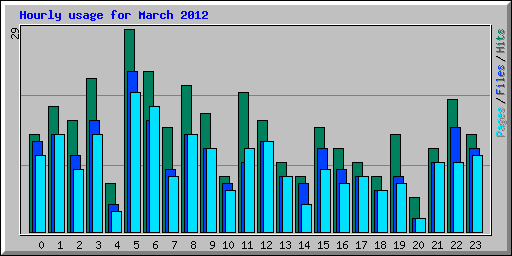 Hourly usage for March 2012
29
Pages/Files/Hits
0 1 2 3 4 5 6 7 8 9 10 11 12 13 14 15 16 17 18 19 20 21 22 23